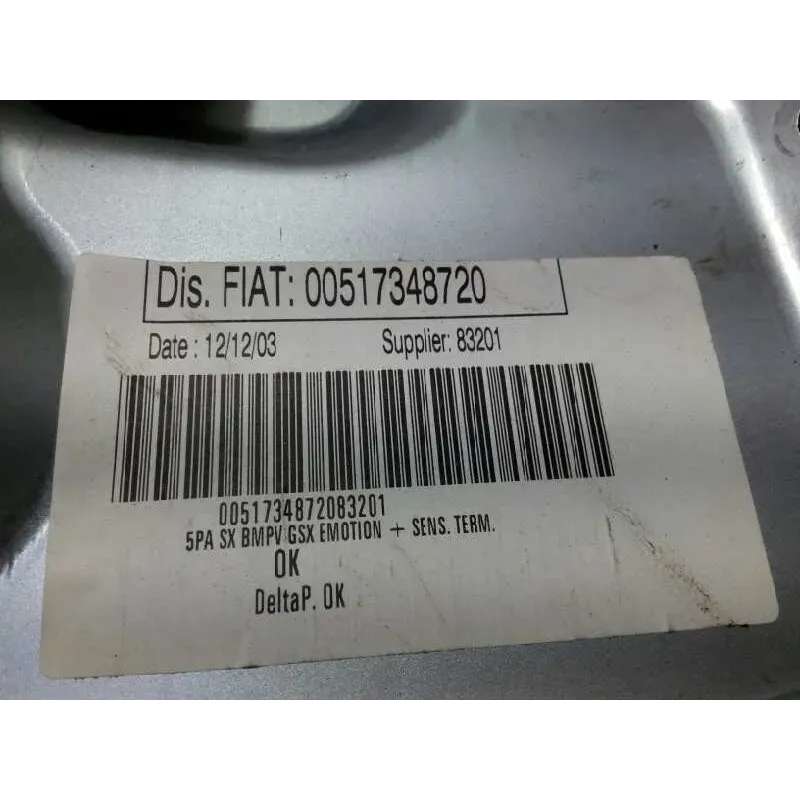 Dis. FIAT: 00517348720
Date : 12/12/03 Supplier: 83201
0051734872083201
5PA SX BMPV GSX EMOTION + SENS. TERM.
OK
DeltaP. OK